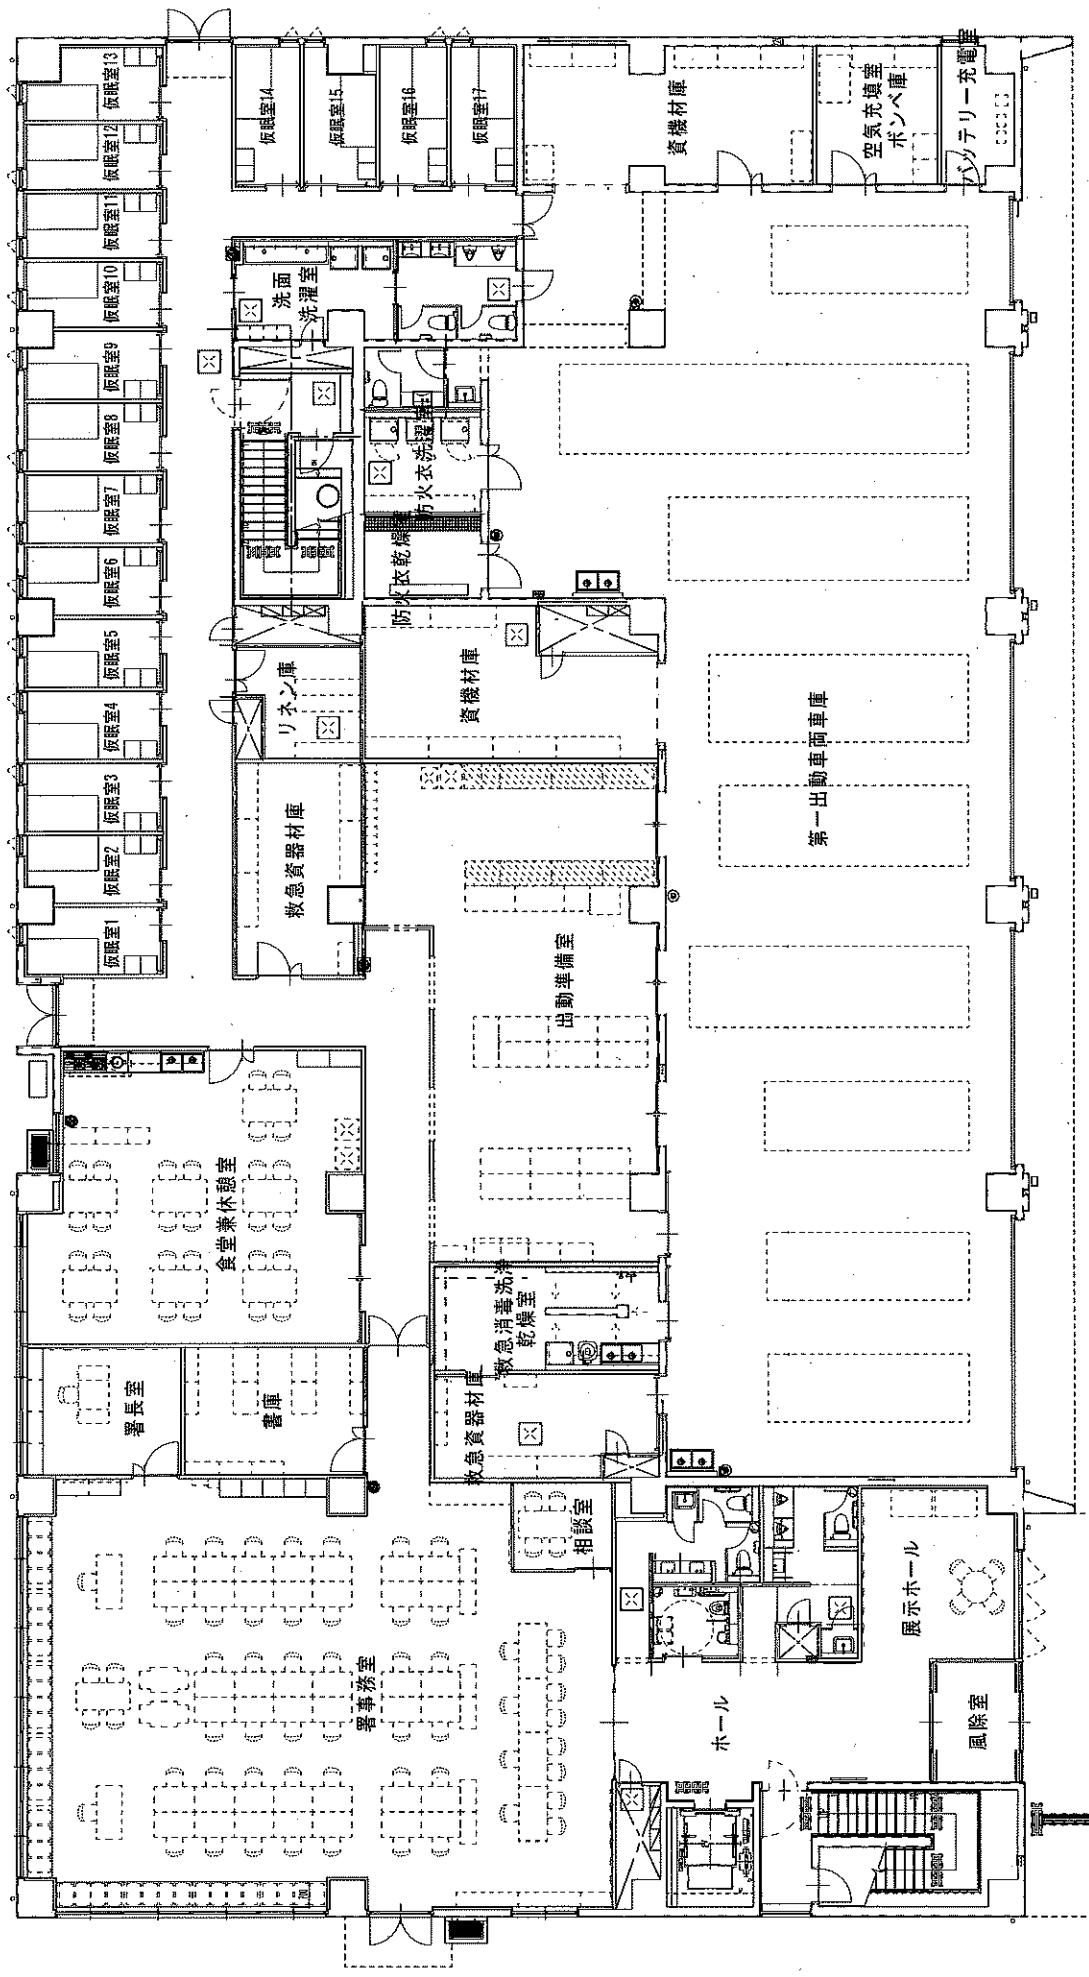 仮眠室1
仮眠室2
仮眠室3
仮眠室4
仮眠室5
仮眠室6
仮眠室7
仮眠室8
仮眠室9
仮眠室10
仮眠室11
仮眠室12
仮眠室13
仮眠室14
仮眠室15
仮眠室16
仮眠室17
署長室
食堂兼休憩室
書庫
救急資器材庫
リネン庫
洗面
洗濯室
資機材庫
防火衣乾燥室
防火衣洗濯室
資機材庫
空気充填室
ボンベ庫
バッテリー充電室
署事務室
相談室
救急資器材庫
救急消毒洗浄
乾燥室
出動準備室
第一出動車両車庫
ホール
展示ホール
風除室